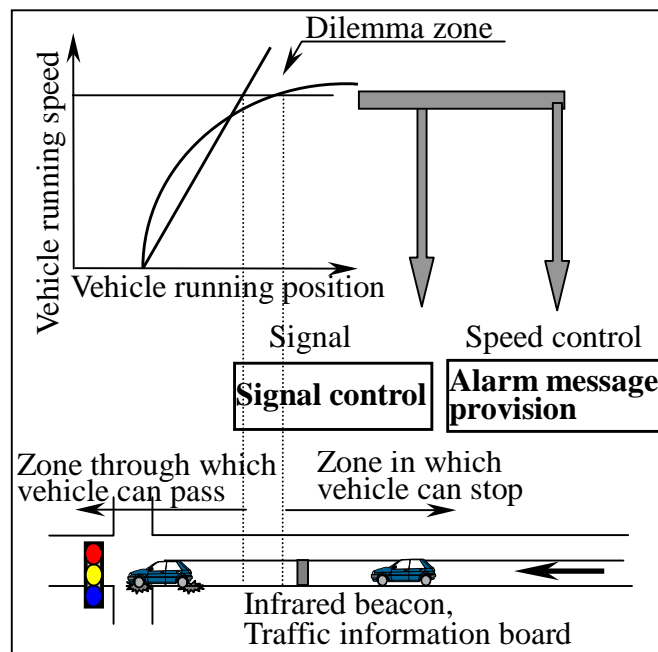 Dilemma zone
Vehicle running speed
Vehicle running position
Signal
Speed control
Signal control
Alarm message
provision
Zone through which
vehicle can pass
Zone in which
vehicle can stop
Infrared beacon,
Traffic information board